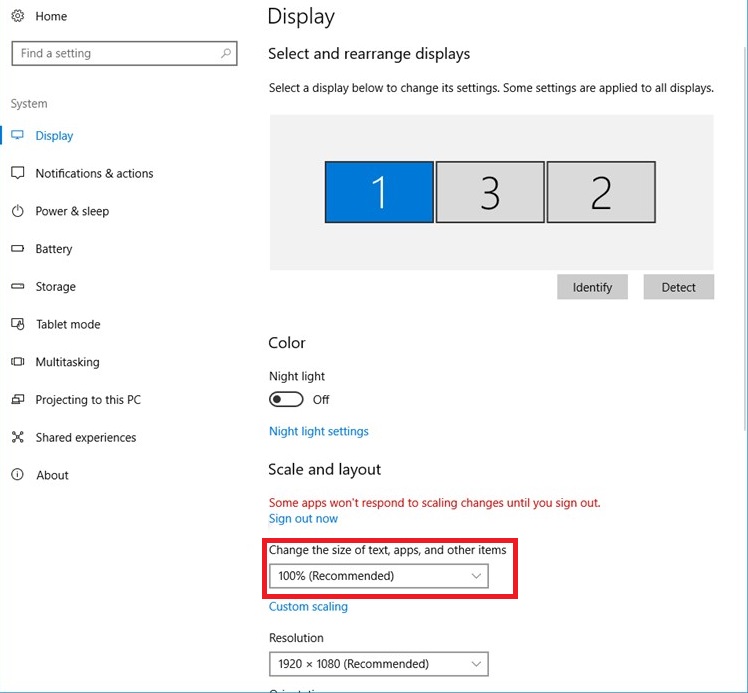 Home
Find a setting
System
Display
Notifications & actions
Power & sleep
Battery
Storage
Tablet mode
Multitasking
Projecting to this PC
Shared experiences
About
Display
Select and rearrange displays
Select a display below to change its settings. Some settings are applied to all displays.
1 3 2
Identify Detect
Color
Night light
Off
Night light settings
Scale and layout
Some apps won't respond to scaling changes until you sign out.
Sign out now
Change the size of text, apps, and other items
100% (Recommended)
Custom scaling
Resolution
1920 × 1080 (Recommended)